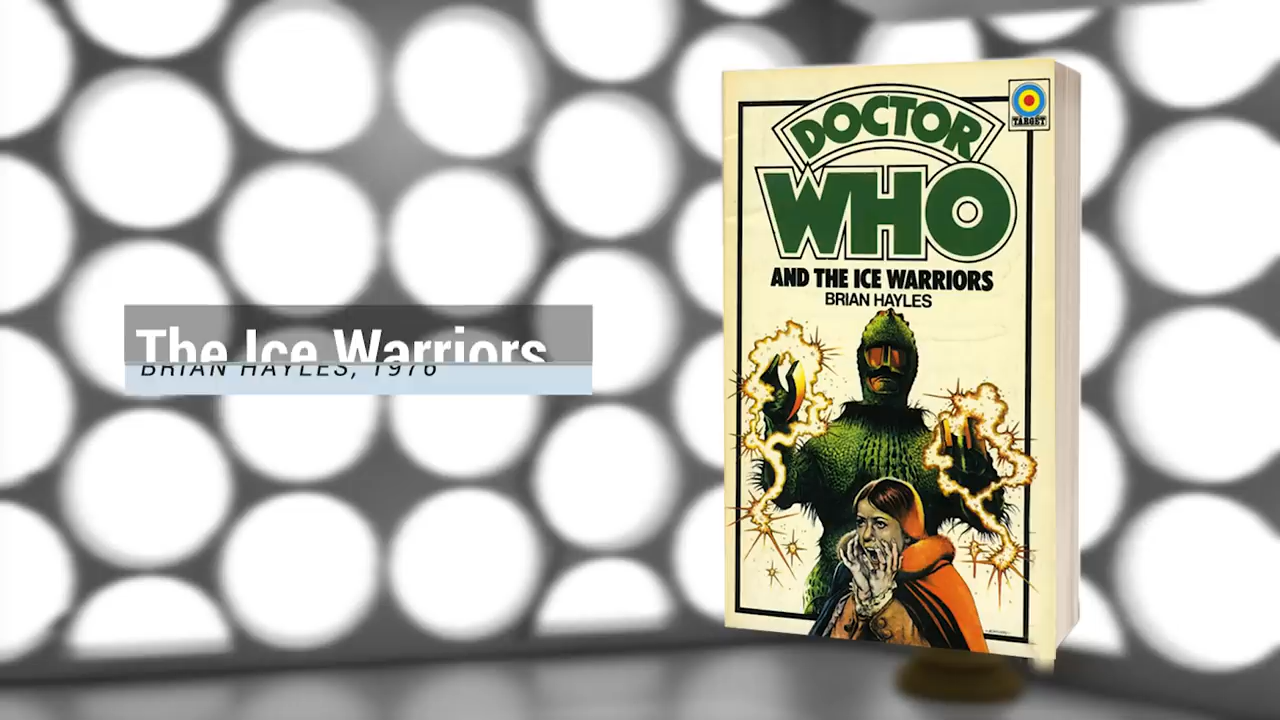 The Ice Warriors
BRIAN HAYLES, 1976
DOCTOR
WHO
AND THE ICE WARRIORS
BRIAN HAYLES
TARGET